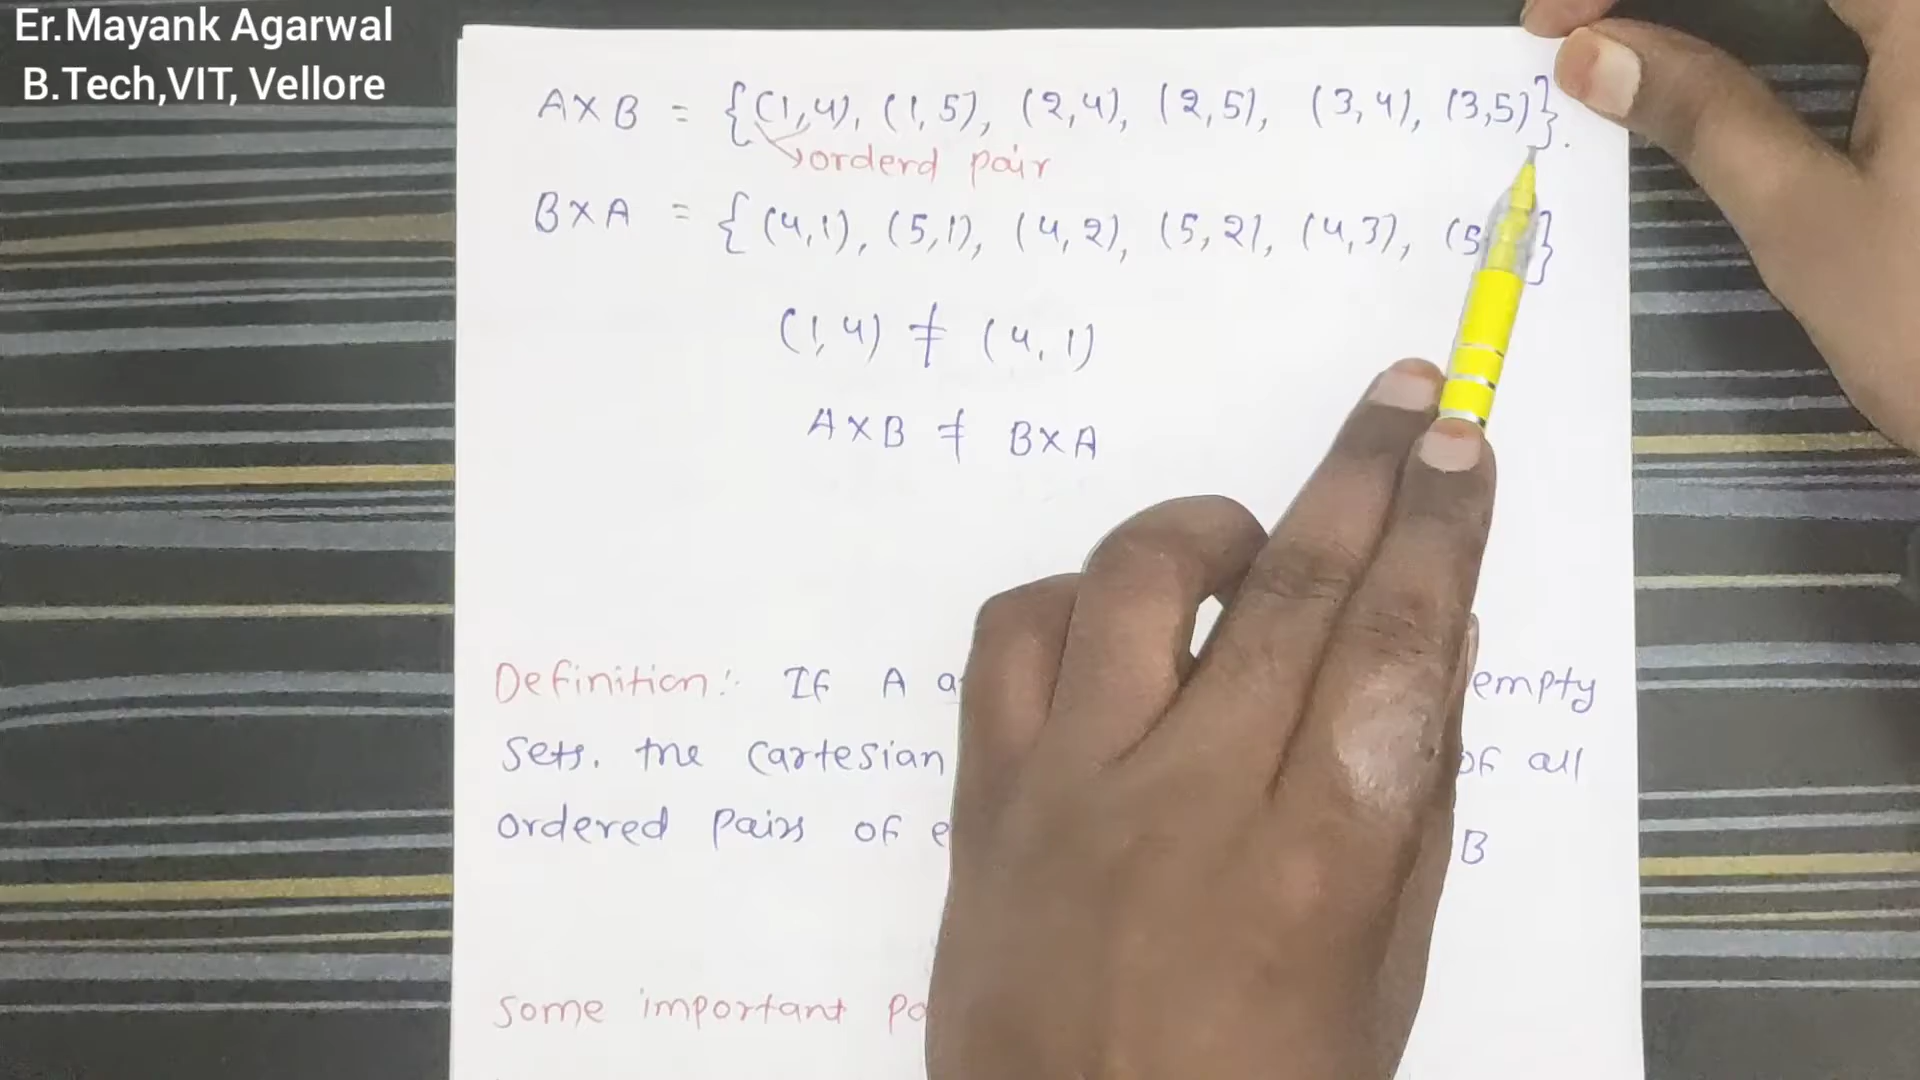 Er.Mayank Agarwal
B.Tech,VIT, Vellore
A×B = {(1,4), (1,5), (2,4), (2,5), (3,4), (3,5)}.
orderd pair
B×A = {(4,1), (5,1), (4,2), (5,2), (4,3), (5 }
(1,4) ≠ (4,1)
A×B ≠ B×A
Definition:- If A empty
Sets. the Cartesian of all
ordered pairs of B
Some important